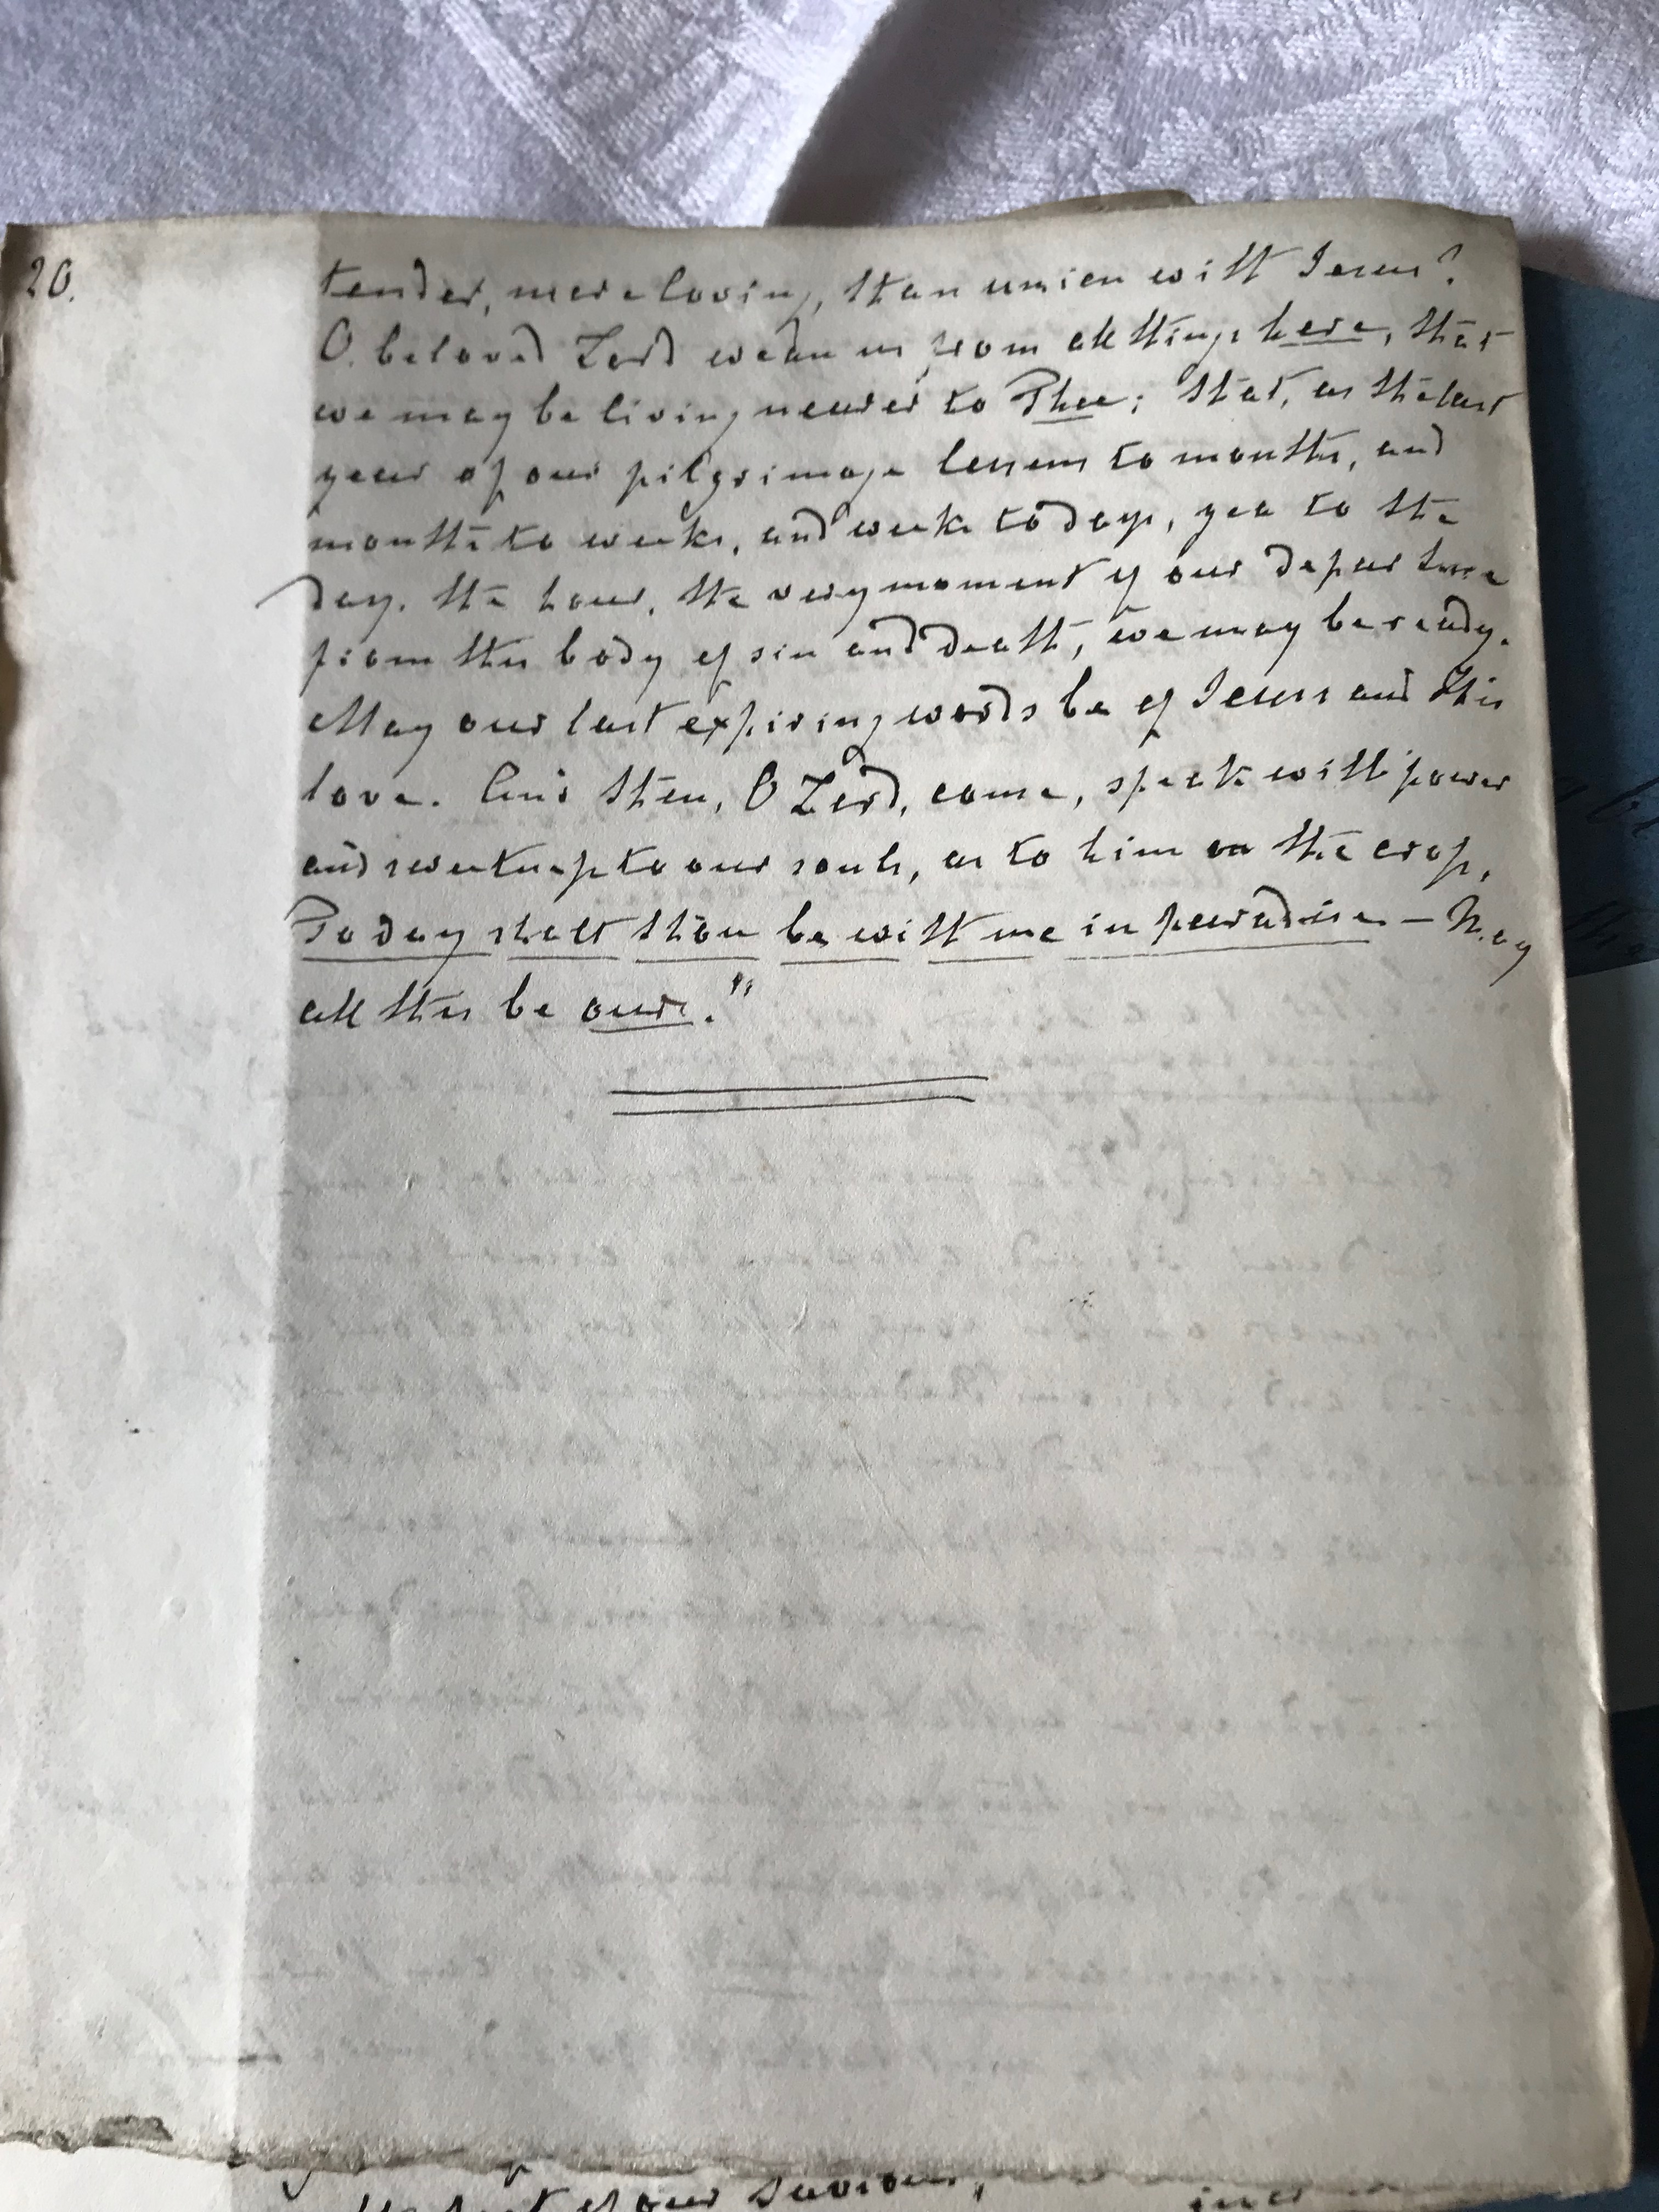 20.
tender, more loving, than union with Jesus?
O beloved Lord wean us from all things here, that
we may be living nearer to Thee; that, as the last
year of our pilgrimage lessens to months, and
months to weeks, and weeks to days, yea to the
day, the hour, the very moment of our departure
from this body of sin and death, we may be ready.
May our last expiring words be of Jesus and His
love. And then, O Lord, come, speak with power
and sweetness to our souls, as to him on the cross,
To day shalt thou be with me in paradise – May
all this be ours."
of our Saviour,